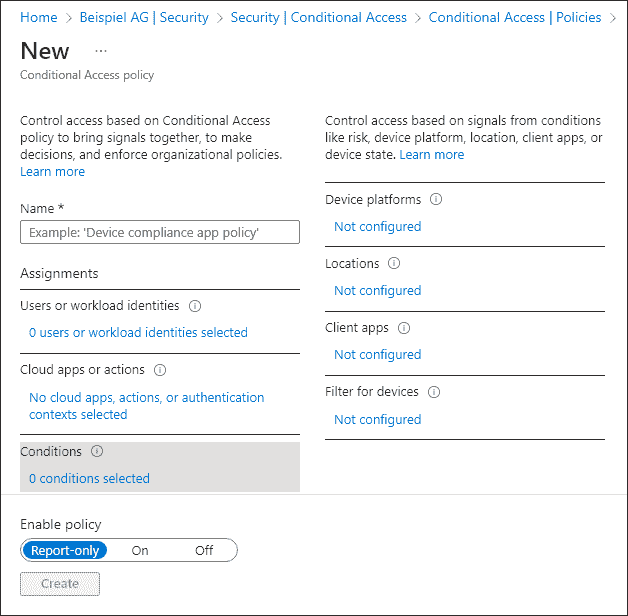 Home > Beispiel AG | Security > Security | Conditional Access > Conditional Access | Policies >
New ...
Conditional Access policy
Control access based on Conditional Access
policy to bring signals together, to make
decisions, and enforce organizational policies.
Learn more
Name *
Example: 'Device compliance app policy'
Assignments
Users or workload identities
0 users or workload identities selected
Cloud apps or actions
No cloud apps, actions, or authentication
contexts selected
Conditions
0 conditions selected
Control access based on signals from conditions
like risk, device platform, location, client apps, or
device state. Learn more
Device platforms
Not configured
Locations
Not configured
Client apps
Not configured
Filter for devices
Not configured
Enable policy
Report-only On Off
Create